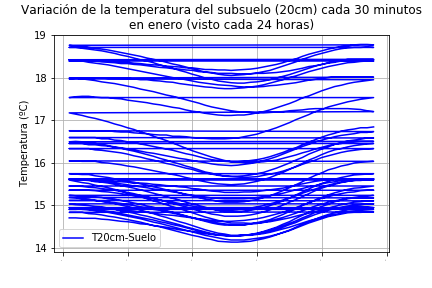 Variación de la temperatura del subsuelo (20cm) cada 30 minutos
en enero (visto cada 24 horas)
19
18
17
16
15
14
Temperatura (ºC)
T20cm-Suelo